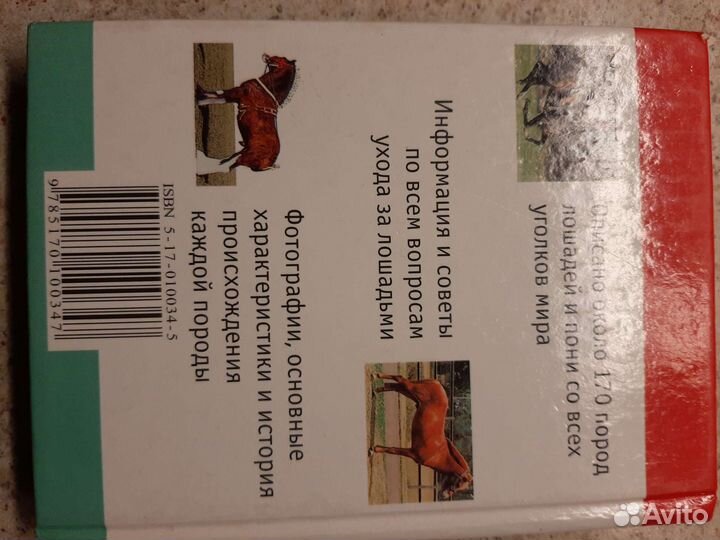 Описано около 170 пород
лошадей и пони со всех
уголков мира
Информация и советы
по всем вопросам
ухода за лошадьми
Фотографии, основные
характеристики и история
происхождения
каждой породы
ISBN 5-17-010034-5
9785170100347
Avito